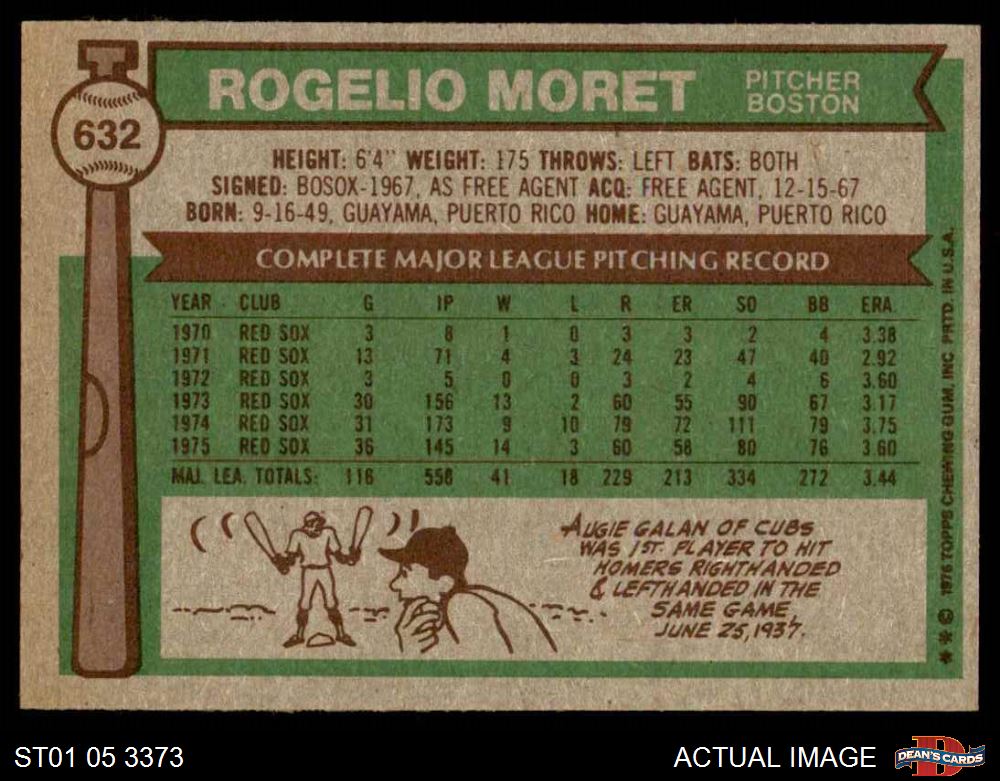 ROGELIO MORET
PITCHER
BOSTON
632
HEIGHT: 6'4" WEIGHT: 175 THROWS: LEFT BATS: BOTH
SIGNED: BOSOX-1967, AS FREE AGENT ACQ: FREE AGENT, 12-15-67
BORN: 9-16-49, GUAYAMA, PUERTO RICO HOME: GUAYAMA, PUERTO RICO
COMPLETE MAJOR LEAGUE PITCHING RECORD
YEAR CLUB G IP W L R ER SO BB ERA
1970 RED SOX 3 8 1 0 3 3 2 4 3.38
1971 RED SOX 13 71 4 3 24 23 47 40 2.92
1972 RED SOX 3 5 0 0 3 2 4 6 3.60
1973 RED SOX 30 156 13 2 60 55 90 67 3.17
1974 RED SOX 31 173 9 10 79 72 111 79 3.75
1975 RED SOX 36 145 14 3 60 58 80 76 3.60
MAJ. LEA. TOTALS: 116 558 41 18 229 213 334 272 3.44
AUGIE GALAN OF CUBS
WAS 1ST. PLAYER TO HIT
HOMERS RIGHTHANDED
& LEFTHANDED IN THE
SAME GAME,
JUNE 25, 1937.
** © 1976 TOPPS CHEWING GUM, INC. PRTD. IN U.S.A.
ST01 05 3373
ACTUAL IMAGE
D
DEAN'S CARDS